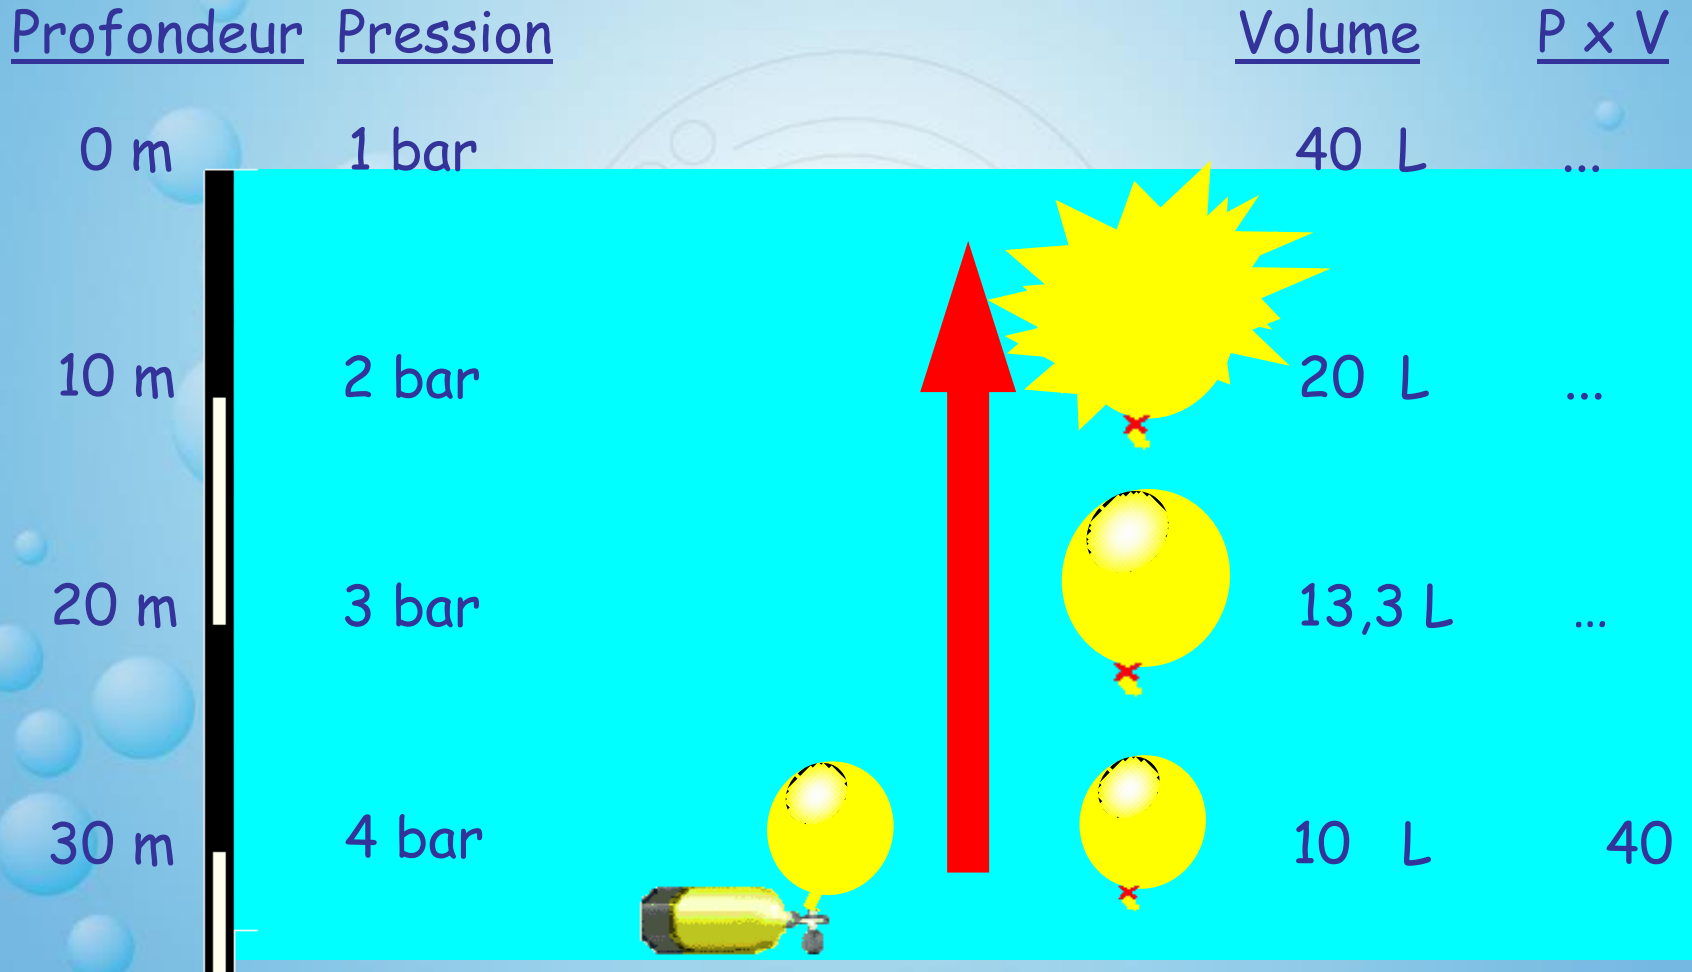 Profondeur Pression Volume P x V
0 m 1 bar 40 L ...
10 m 2 bar 20 L ...
20 m 3 bar 13,3 L ...
30 m 4 bar 10 L 40